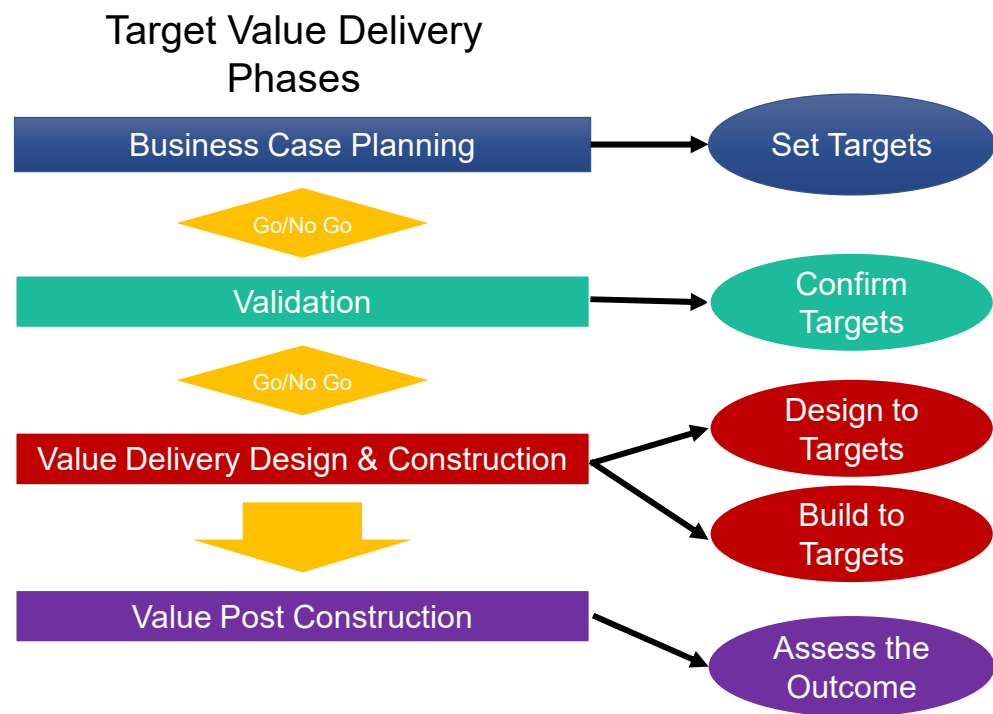 Target Value Delivery
Phases
Business Case Planning
Set Targets
Go/No Go
Validation
Confirm
Targets
Go/No Go
Value Delivery Design & Construction
Design to
Targets
Build to
Targets
Value Post Construction
Assess the
Outcome